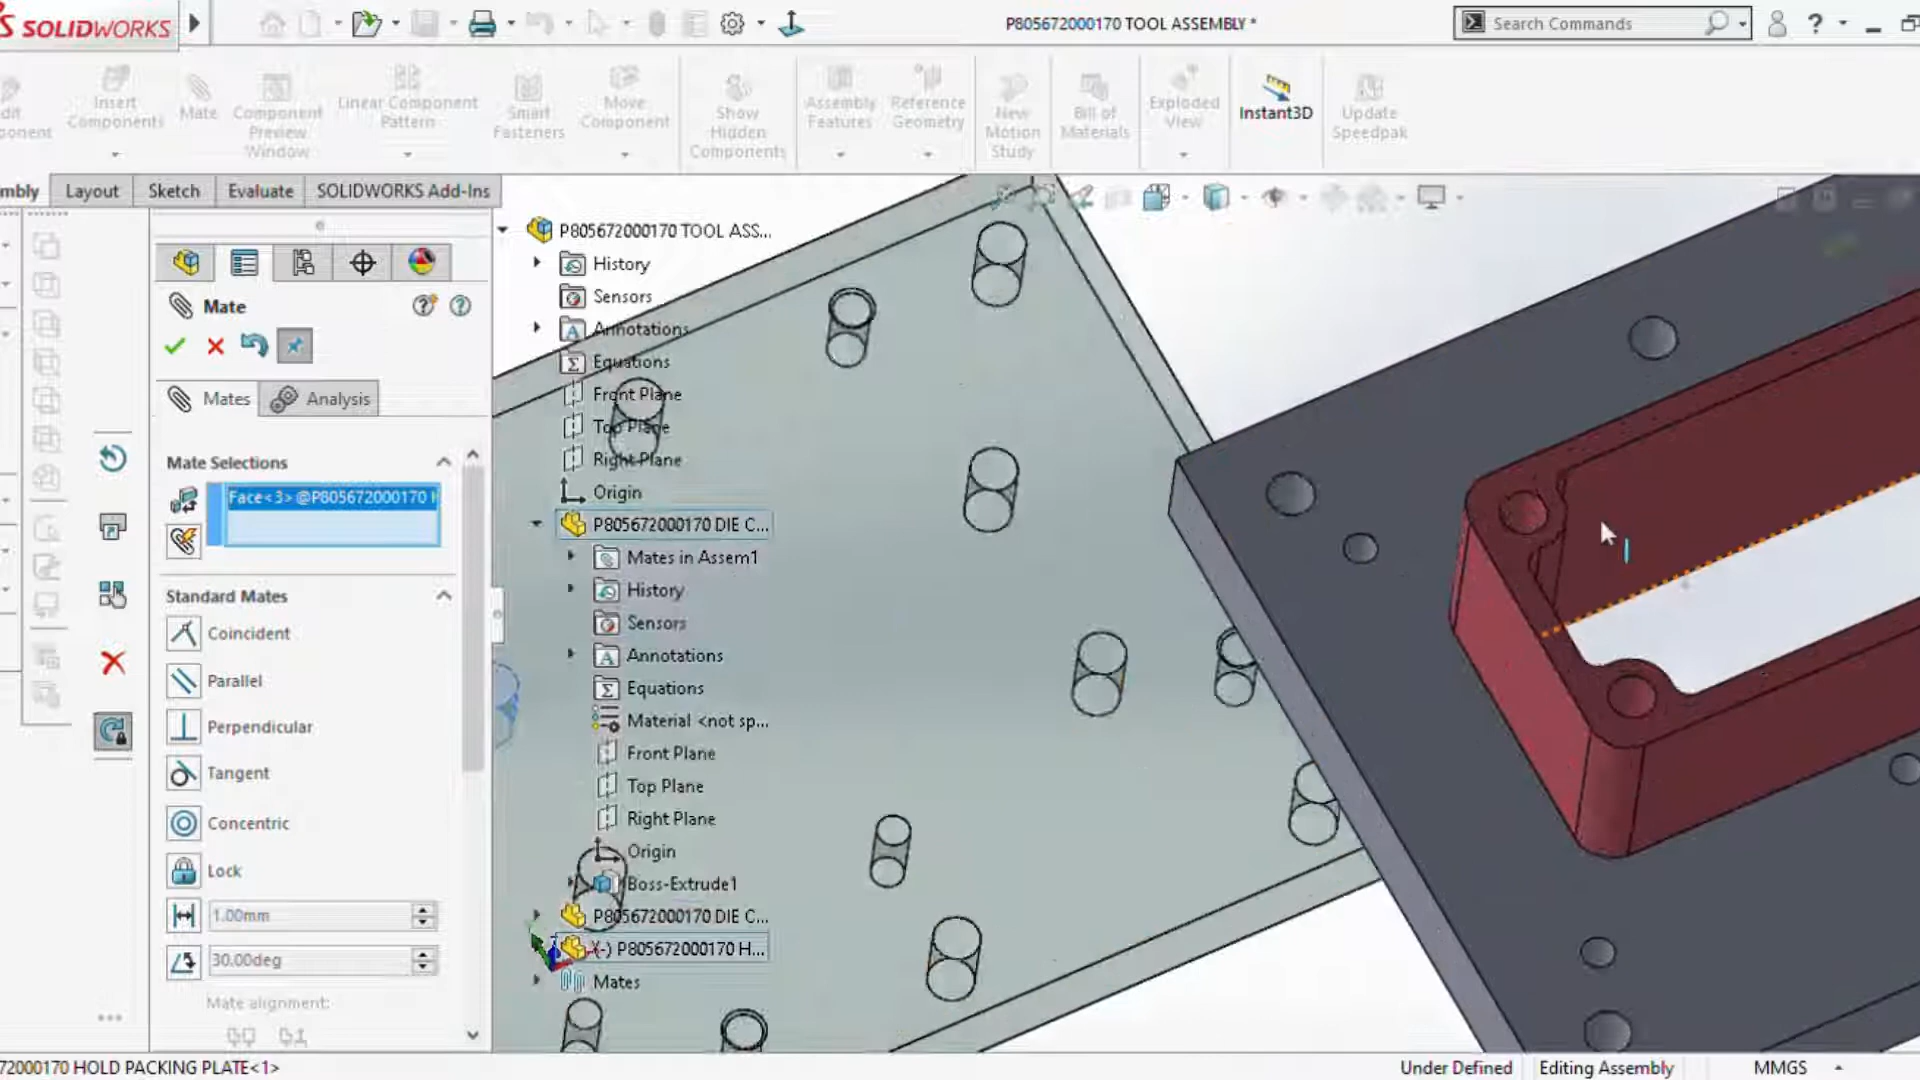 SOLIDWORKS
P805672000170 TOOL ASSEMBLY *
Search Commands
?
Insert
Components
Mate
Component
Preview
Window
Linear Component
Pattern
Smart
Fasteners
Move
Component
Show
Hidden
Components
Assembly
Features
Reference
Geometry
New
Motion
Study
Bill of
Materials
Exploded
View
Instant3D
Update
Speedpak
mbly
Layout
Sketch
Evaluate
SOLIDWORKS Add-Ins
Mate
Mates
Analysis
Mate Selections
Face<3>@P805672000170 H
Standard Mates
Coincident
Parallel
Perpendicular
Tangent
Concentric
Lock
1.00mm
30.00deg
Mate alignment:
P805672000170 TOOL ASS...
History
Sensors
Annotations
Equations
Front Plane
Top Plane
Right Plane
Origin
P805672000170 DIE C...
Mates in Assem1
History
Sensors
Annotations
Equations
Material <not sp...
Front Plane
Top Plane
Right Plane
Origin
Boss-Extrude1
P805672000170 DIE C...
(-) P805672000170 H...
Mates
72000170 HOLD PACKING PLATE<1>
Under Defined
Editing Assembly
MMGS